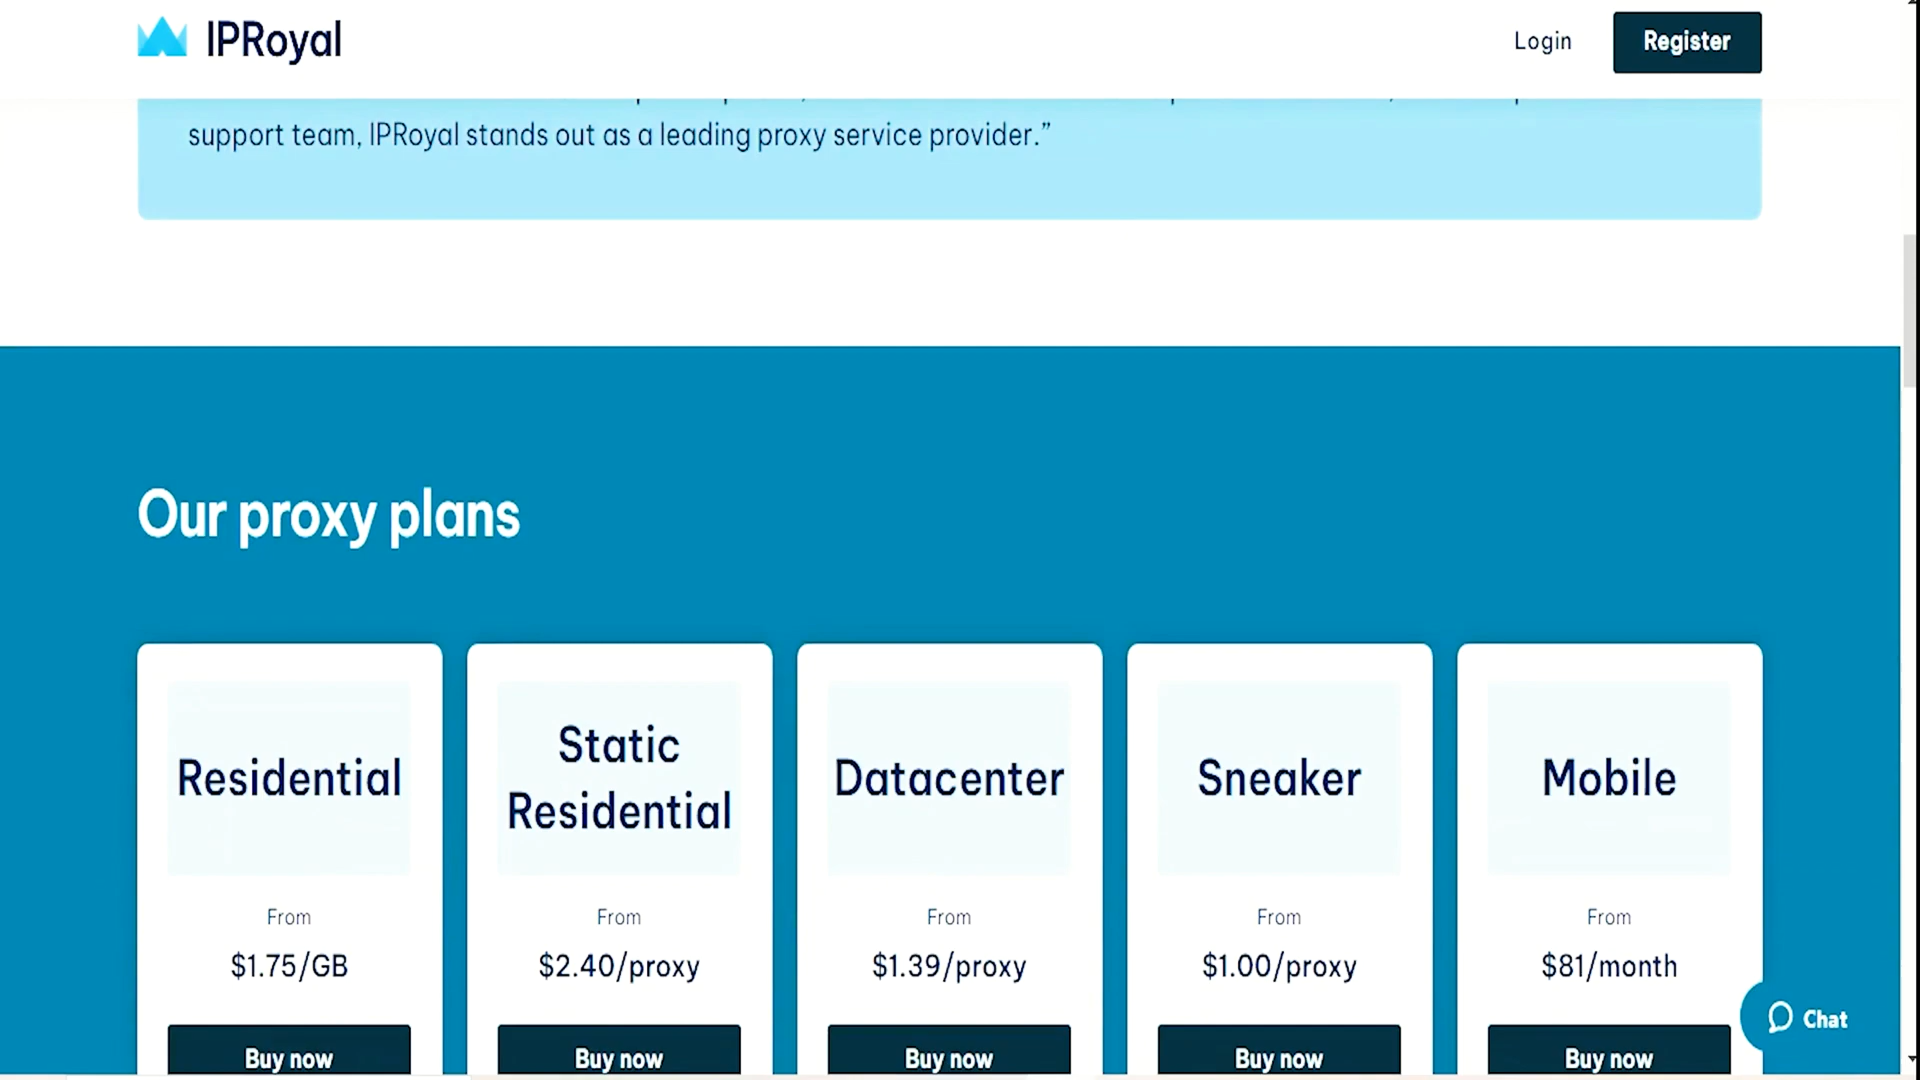 IPRoyal
Login
Register
support team, IPRoyal stands out as a leading proxy service provider.”
Our proxy plans
Residential
From
$1.75/GB
Buy now
Static
Residential
From
$2.40/proxy
Buy now
Datacenter
From
$1.39/proxy
Buy now
Sneaker
From
$1.00/proxy
Buy now
Mobile
From
$81/month
Buy now
Chat